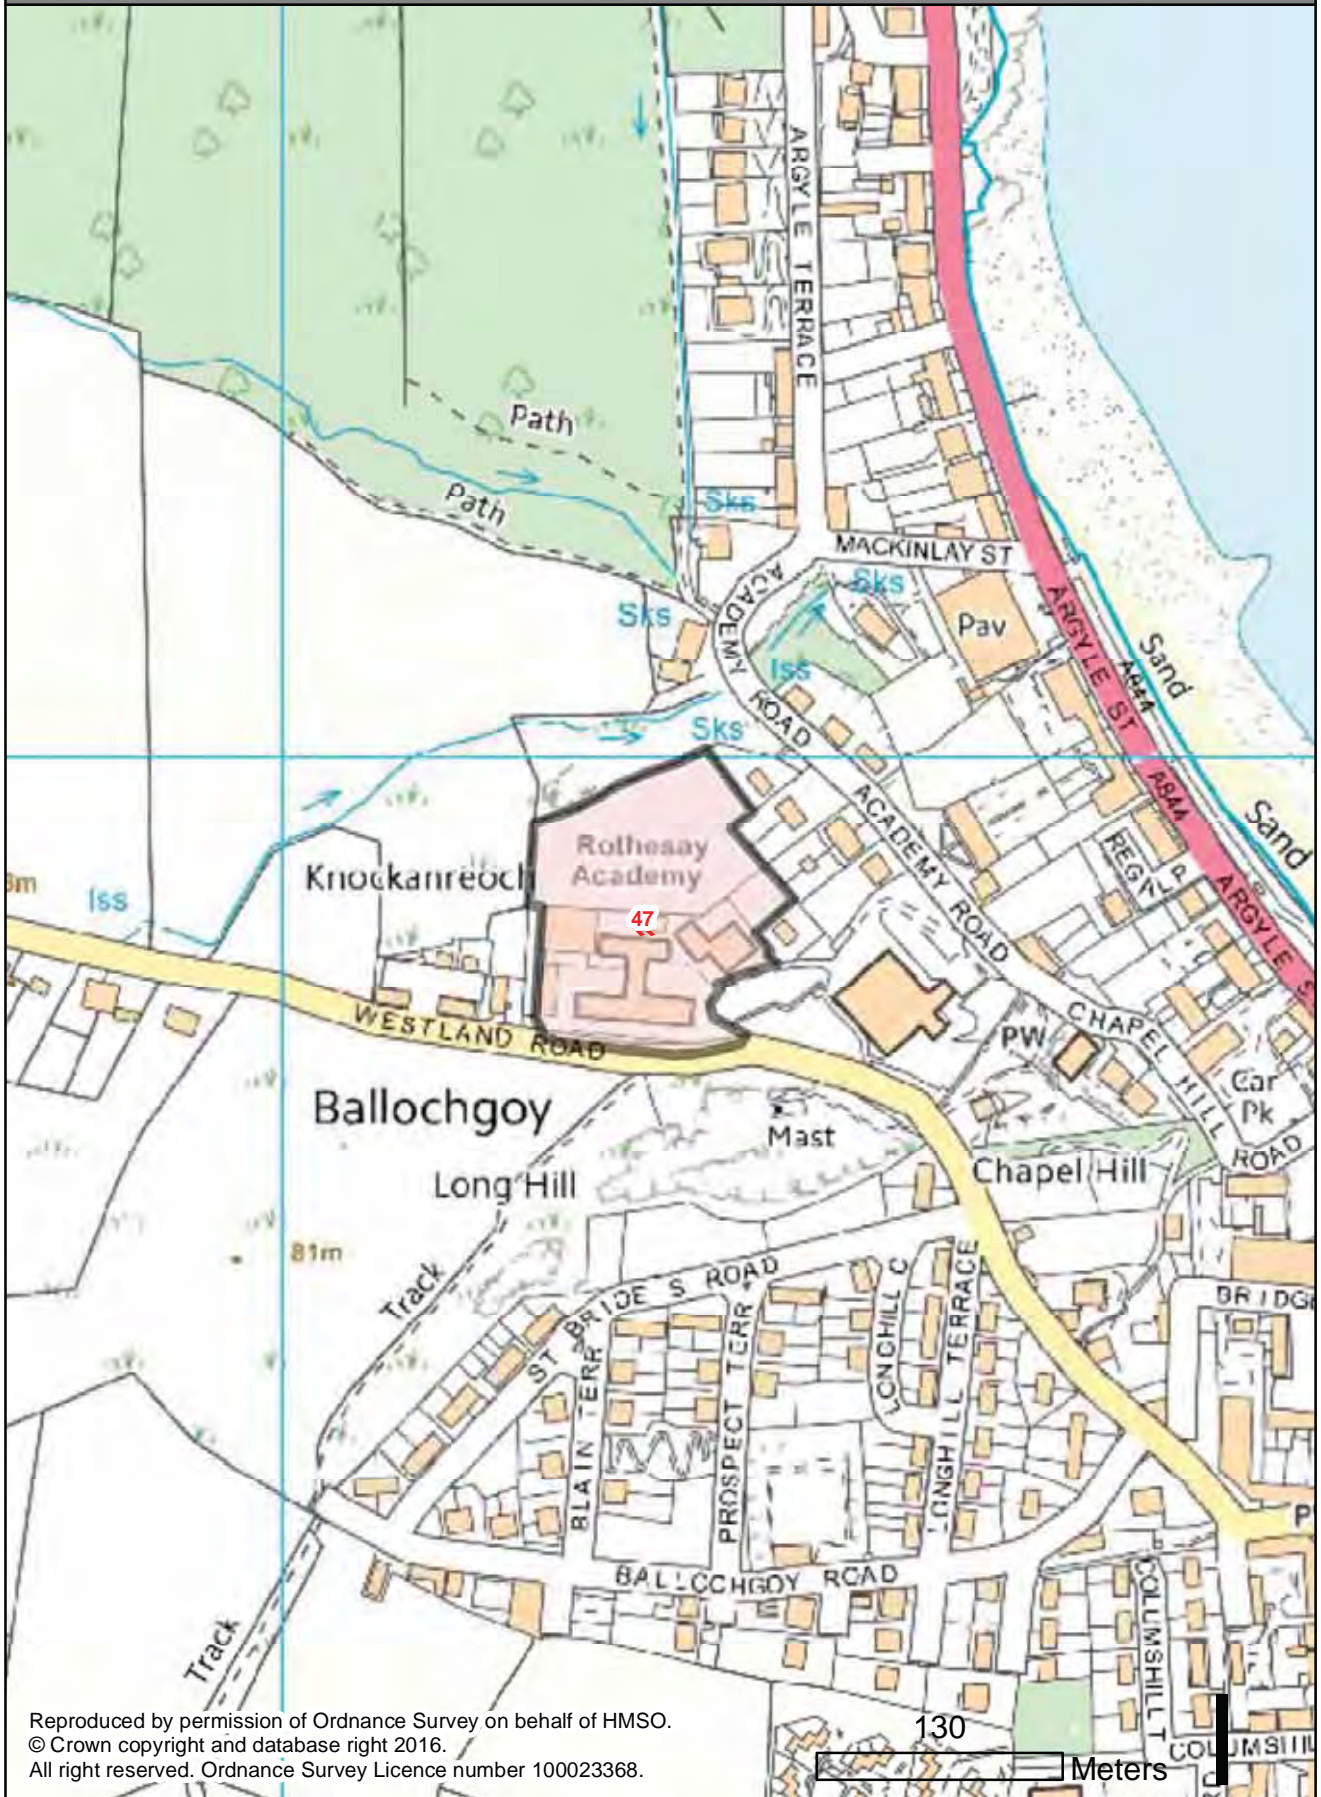 ARGYLE TERRACE
Path
Path
Sks
MACKINLAY ST
Sks
Sks
ACADEMY ROAD
Pav
Iss
ARGYLE ST
A844
Sand
Sks
A844
Sand
Rothesay
Academy
ACADEMY ROAD
Knockanreoch
Iss
47
ARGYLE
WESTLAND ROAD
PW
CHAPEL HILL
ROAD
Car
Pk
Ballochgoy
Mast
Long Hill
Chapel Hill
81m
Track
ST BRIDE S ROAD
BLAIN TERR
PROSPECT TERR
LONGHILL TERRACE
BALLOCHGOY ROAD
Track
COLUMSHILL
Reproduced by permission of Ordnance Survey on behalf of HMSO.
© Crown copyright and database right 2016.
All right reserved. Ordnance Survey Licence number 100023368.
130
Meters